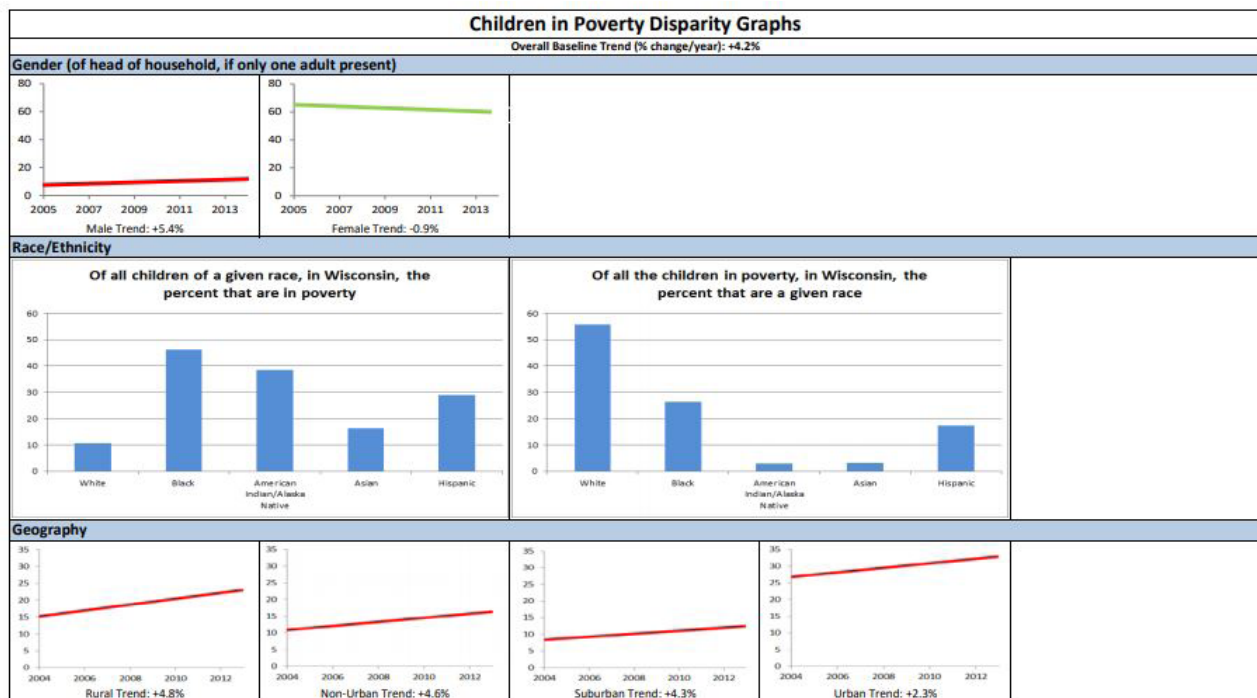 Children in Poverty Disparity Graphs
Overall Baseline Trend (% change/year): +4.2%
Gender (of head of household, if only one adult present)
80
60
40
20
0
2005 2007 2009 2011 2013
Male Trend: +5.4%
80
60
40
20
0
2005 2007 2009 2011 2013
Female Trend: -0.9%
Race/Ethnicity
Of all children of a given race, in Wisconsin, the
percent that are in poverty
60
50
40
30
20
10
0
White Black American Asian Hispanic
Indian/Alaska
Native
Of all the children in poverty, in Wisconsin, the
percent that are a given race
60
50
40
30
20
10
0
White Black American Asian Hispanic
Indian/Alaska
Native
Geography
35
30
25
20
15
10
5
0
2004 2006 2008 2010 2012
Rural Trend: +4.8%
35
30
25
20
15
10
5
0
2004 2006 2008 2010 2012
Non-Urban Trend: +4.6%
35
30
25
20
15
10
5
0
2004 2006 2008 2010 2012
Suburban Trend: +4.3%
35
30
25
20
15
10
5
0
2004 2006 2008 2010 2012
Urban Trend: +2.3%